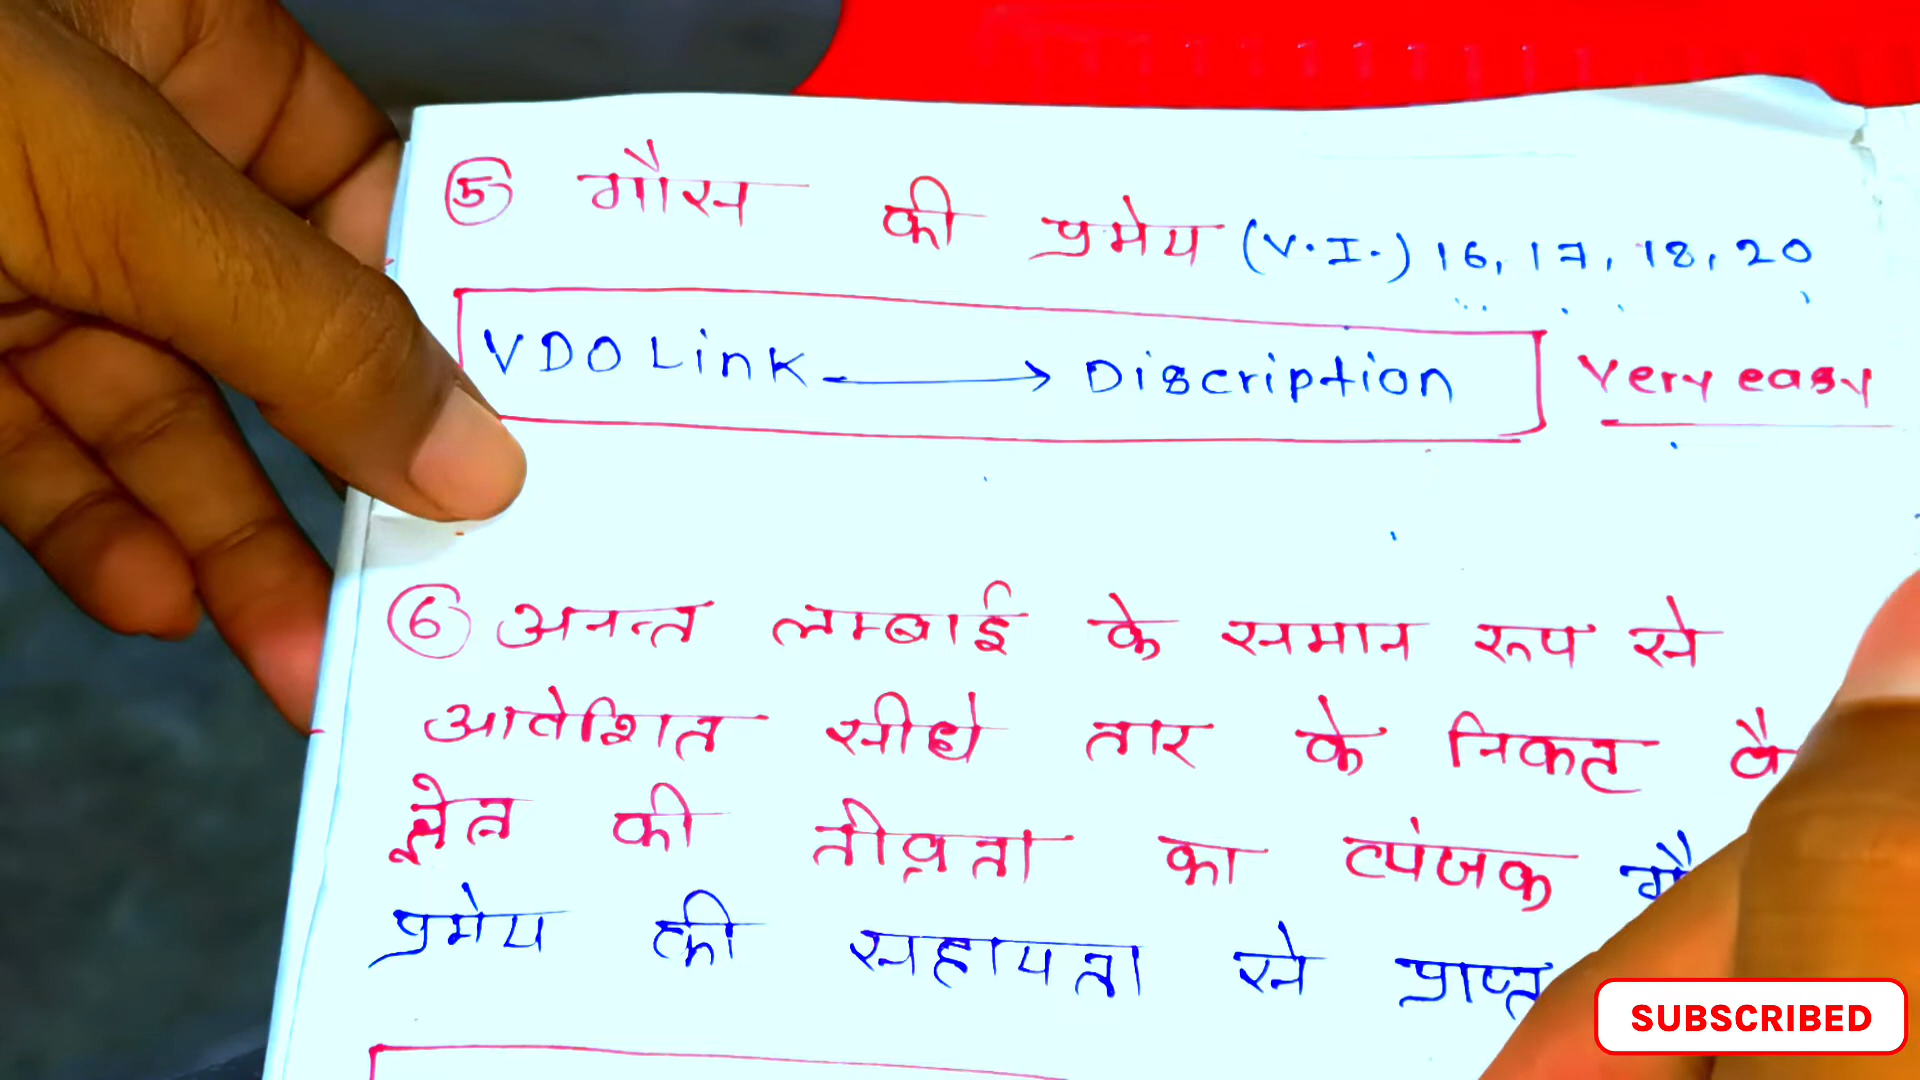 ⑤ गौस की प्रमेय (V.I.) 16, 17, 18, 20
VDO Link → Discription
Very easy
⑥ अनन्त लम्बाई के समान रूप से
आवेशित सीधे तार के निकट वै
क्षेत्र की तीव्रता का व्यंजक गौ
प्रमेय की सहायता से प्राप्त
SUBSCRIBED